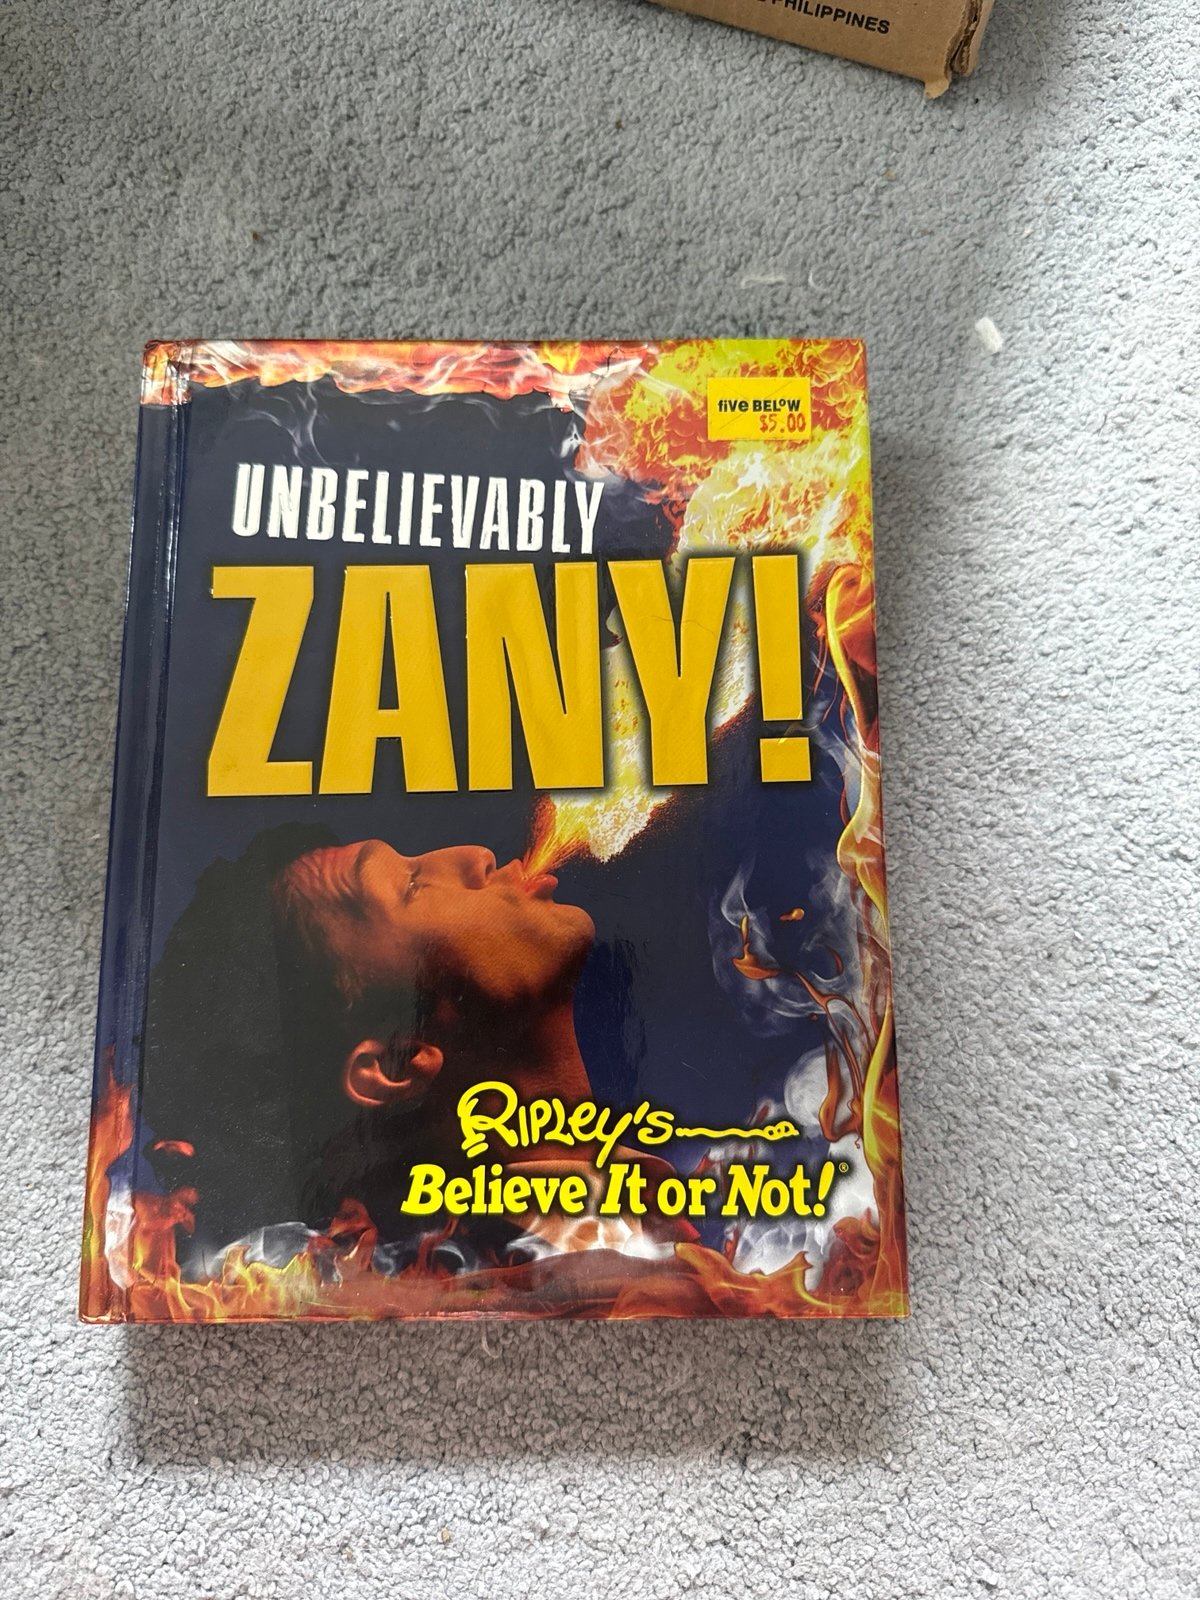 PHILIPPINES
five BELOW
$5.00
UNBELIEVABLY
ZANY!
RIPLEY'S
Believe It or Not!®